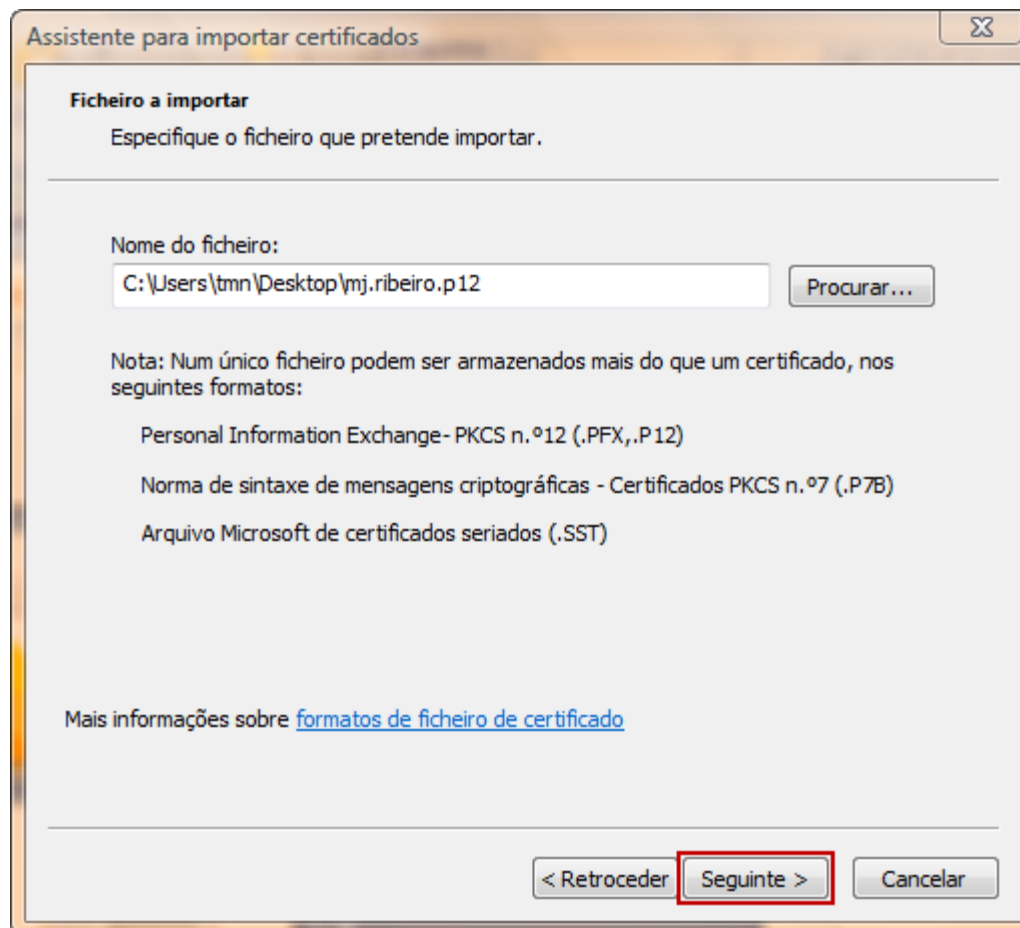 Assistente para importar certificados
Ficheiro a importar
Especifique o ficheiro que pretende importar.
Nome do ficheiro:
C:\Users\tmn\Desktop\mj.ribeiro.p12
Procurar...
Nota: Num único ficheiro podem ser armazenados mais do que um certificado, nos
seguintes formatos:
Personal Information Exchange- PKCS n.º12 (.PFX,.P12)
Norma de sintaxe de mensagens criptográficas - Certificados PKCS n.º7 (.P7B)
Arquivo Microsoft de certificados seriados (.SST)
Mais informações sobre formatos de ficheiro de certificado
< Retroceder
Seguinte >
Cancelar